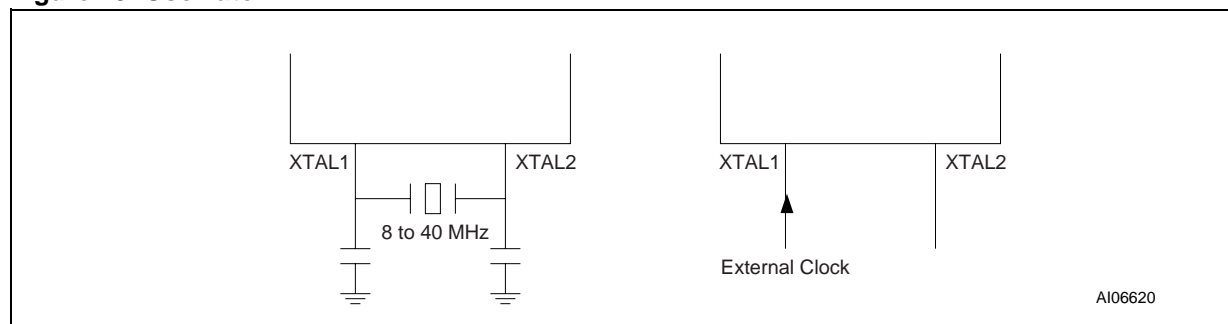 XTAL1 XTAL2
8 to 40 MHz
XTAL1 XTAL2
External Clock
AI06620